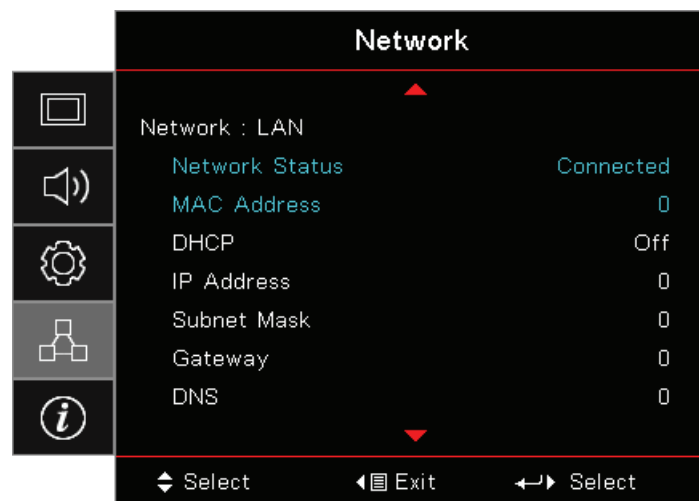 Network
Network : LAN
Network Status Connected
MAC Address 0
DHCP Off
IP Address 0
Subnet Mask 0
Gateway 0
DNS 0
Select Exit Select